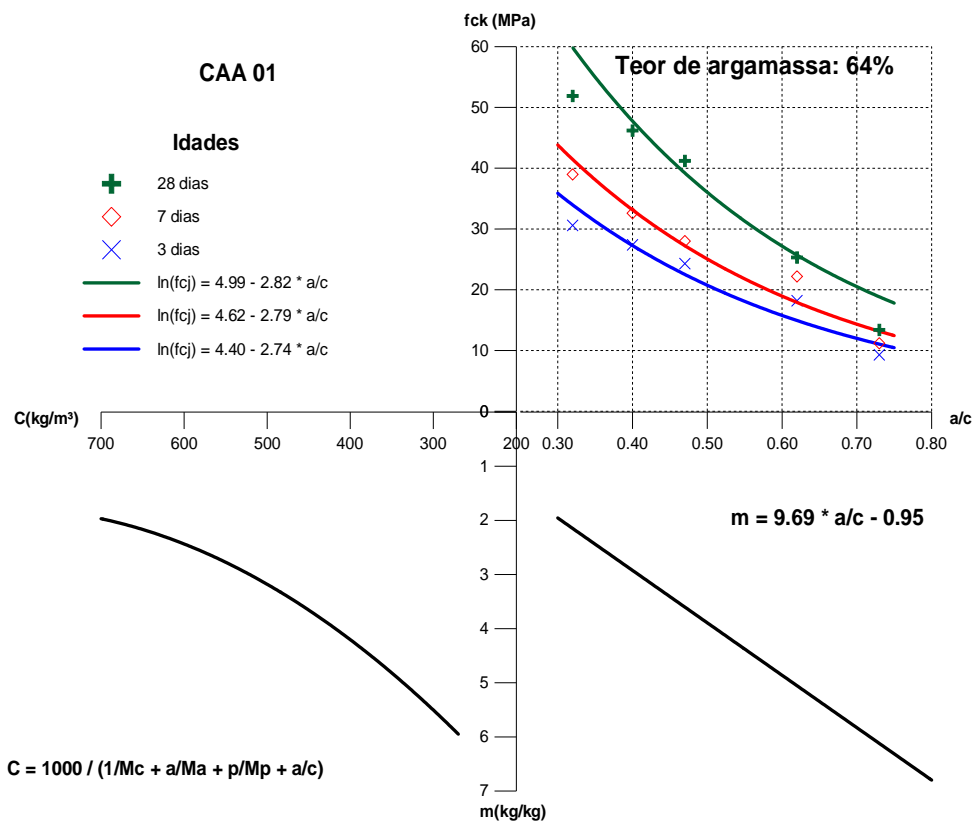 fck (MPa)
CAA 01
Teor de argamassa: 64%
Idades
28 dias
7 dias
3 dias
ln(fcj) = 4.99 - 2.82 * a/c
ln(fcj) = 4.62 - 2.79 * a/c
ln(fcj) = 4.40 - 2.74 * a/c
60
50
40
30
20
10
0
C(kg/m³)
a/c
700 600 500 400 300 200 0.30 0.40 0.50 0.60 0.70 0.80
1
2
3
4
5
6
7
m = 9.69 * a/c - 0.95
C = 1000 / (1/Mc + a/Ma + p/Mp + a/c)
m(kg/kg)